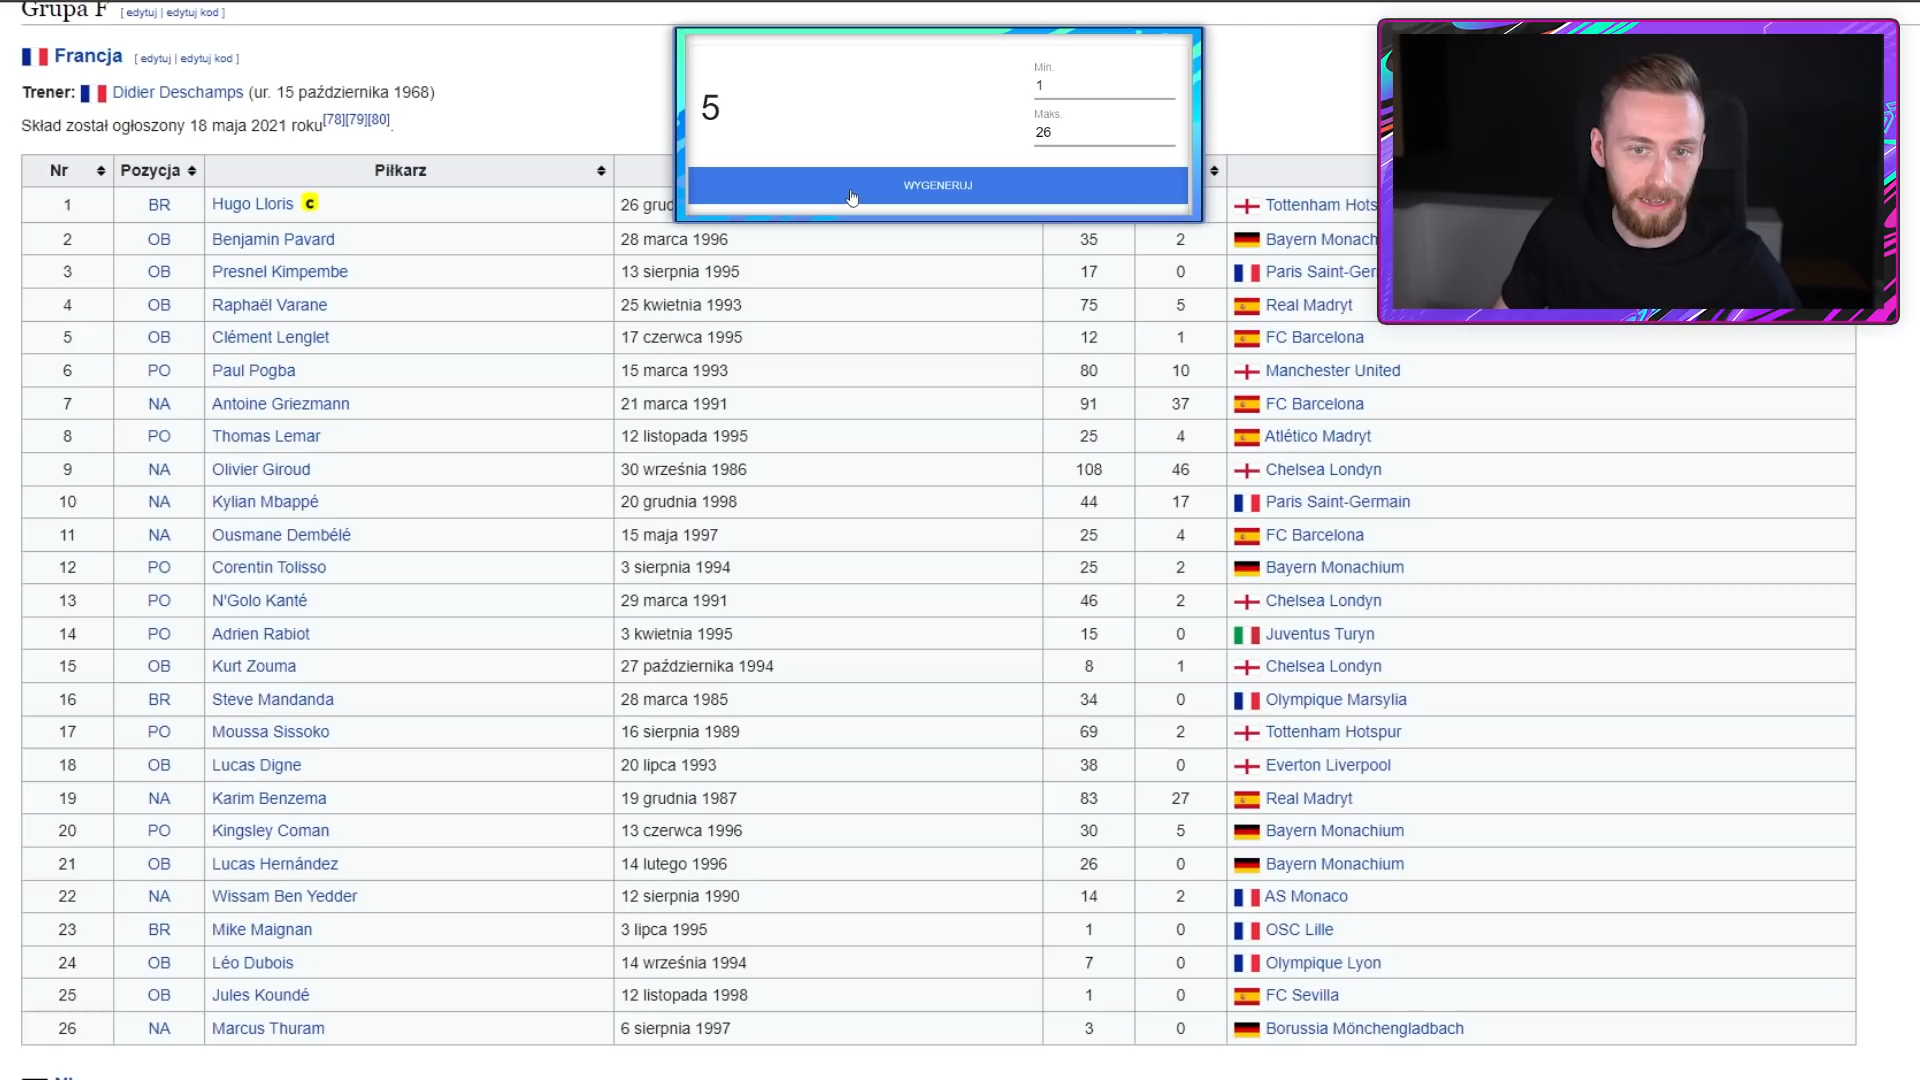 Grupa F [ edytuj | edytuj kod ]
Francja [ edytuj | edytuj kod ]
Trener: Didier Deschamps (ur. 15 października 1968)
Skład został ogłoszony 18 maja 2021 roku[78][79][80].
5
Min.
1
Maks.
26
WYGENERUJ
Nr Pozycja Piłkarz
1 BR Hugo Lloris c 26 grud Tottenham Hots
2 OB Benjamin Pavard 28 marca 1996 35 2 Bayern Monach
3 OB Presnel Kimpembe 13 sierpnia 1995 17 0 Paris Saint-Ger
4 OB Raphaël Varane 25 kwietnia 1993 75 5 Real Madryt
5 OB Clément Lenglet 17 czerwca 1995 12 1 FC Barcelona
6 PO Paul Pogba 15 marca 1993 80 10 Manchester United
7 NA Antoine Griezmann 21 marca 1991 91 37 FC Barcelona
8 PO Thomas Lemar 12 listopada 1995 25 4 Atlético Madryt
9 NA Olivier Giroud 30 września 1986 108 46 Chelsea Londyn
10 NA Kylian Mbappé 20 grudnia 1998 44 17 Paris Saint-Germain
11 NA Ousmane Dembélé 15 maja 1997 25 4 FC Barcelona
12 PO Corentin Tolisso 3 sierpnia 1994 25 2 Bayern Monachium
13 PO N'Golo Kanté 29 marca 1991 46 2 Chelsea Londyn
14 PO Adrien Rabiot 3 kwietnia 1995 15 0 Juventus Turyn
15 OB Kurt Zouma 27 października 1994 8 1 Chelsea Londyn
16 BR Steve Mandanda 28 marca 1985 34 0 Olympique Marsylia
17 PO Moussa Sissoko 16 sierpnia 1989 69 2 Tottenham Hotspur
18 OB Lucas Digne 20 lipca 1993 38 0 Everton Liverpool
19 NA Karim Benzema 19 grudnia 1987 83 27 Real Madryt
20 PO Kingsley Coman 13 czerwca 1996 30 5 Bayern Monachium
21 OB Lucas Hernández 14 lutego 1996 26 0 Bayern Monachium
22 NA Wissam Ben Yedder 12 sierpnia 1990 14 2 AS Monaco
23 BR Mike Maignan 3 lipca 1995 1 0 OSC Lille
24 OB Léo Dubois 14 września 1994 7 0 Olympique Lyon
25 OB Jules Koundé 12 listopada 1998 1 0 FC Sevilla
26 NA Marcus Thuram 6 sierpnia 1997 3 0 Borussia Mönchengladbach